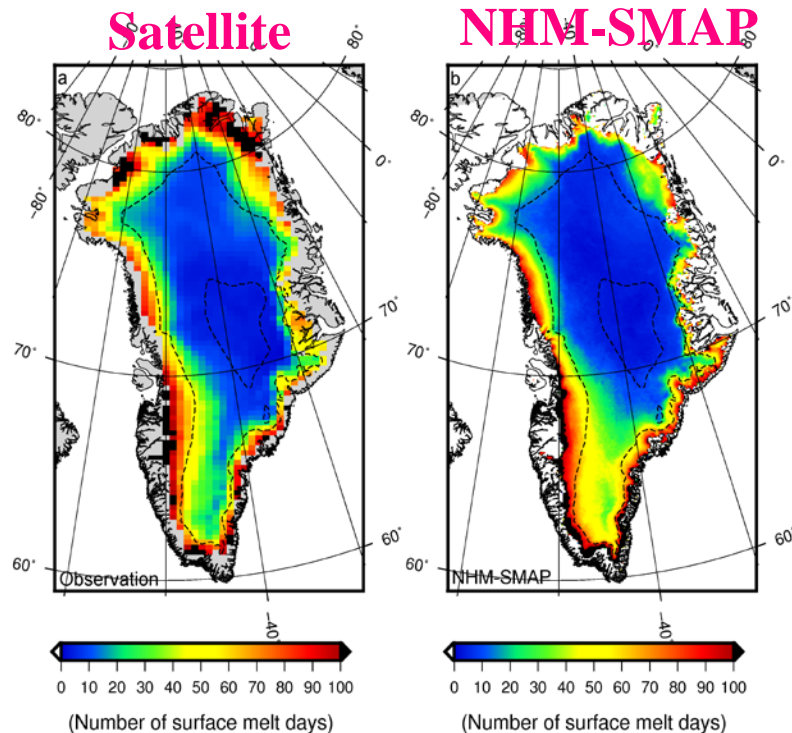 Satellite NHM-SMAP
a b
80° 80°
80° 80°
0° 0°
-80° -80°
70° 70°
70° 70°
60° 60°
60° 60°
Observation NHM-SMAP
-40° -40°
0 10 20 30 40 50 60 70 80 90 100 0 10 20 30 40 50 60 70 80 90 100
(Number of surface melt days) (Number of surface melt days)